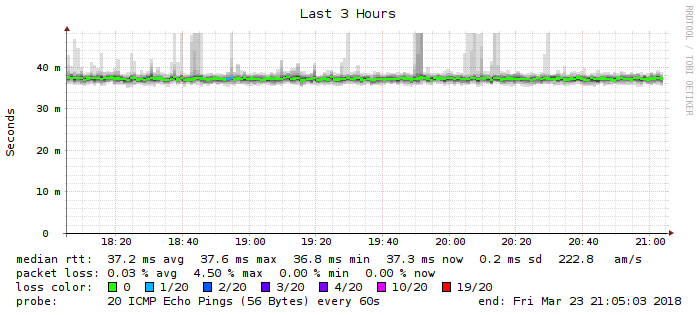 Last 3 Hours
RRDTOOL / TOBI OETIKER
Seconds
40 m
30 m
20 m
10 m
0
18:20 18:40 19:00 19:20 19:40 20:00 20:20 20:40 21:00
median rtt: 37.2 ms avg 37.6 ms max 36.8 ms min 37.3 ms now 0.2 ms sd 222.8 am/s
packet loss: 0.03 % avg 4.50 % max 0.00 % min 0.00 % now
loss color: 0 1/20 2/20 3/20 4/20 10/20 19/20
probe: 20 ICMP Echo Pings (56 Bytes) every 60s end: Fri Mar 23 21:05:03 2018